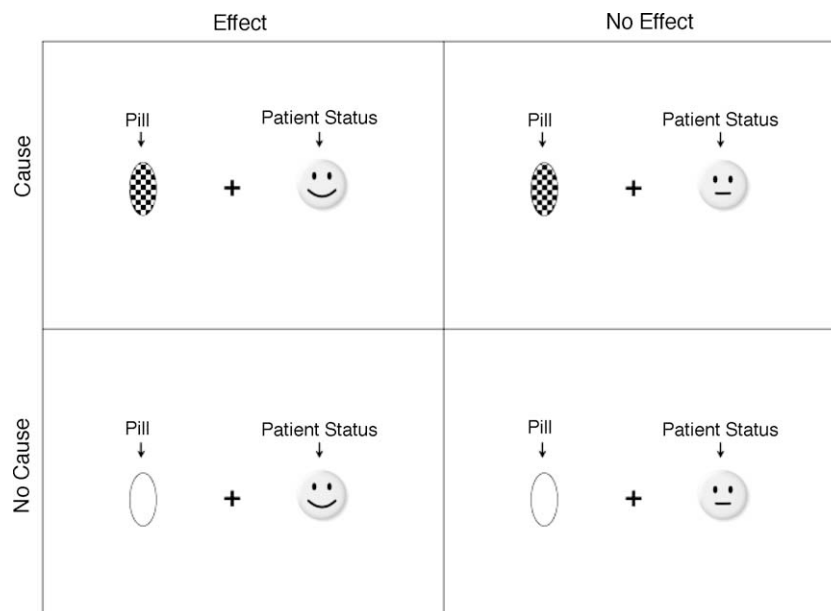 Effect
No Effect
Cause
Pill
Patient Status
Pill
Patient Status
No Cause
Pill
Patient Status
Pill
Patient Status